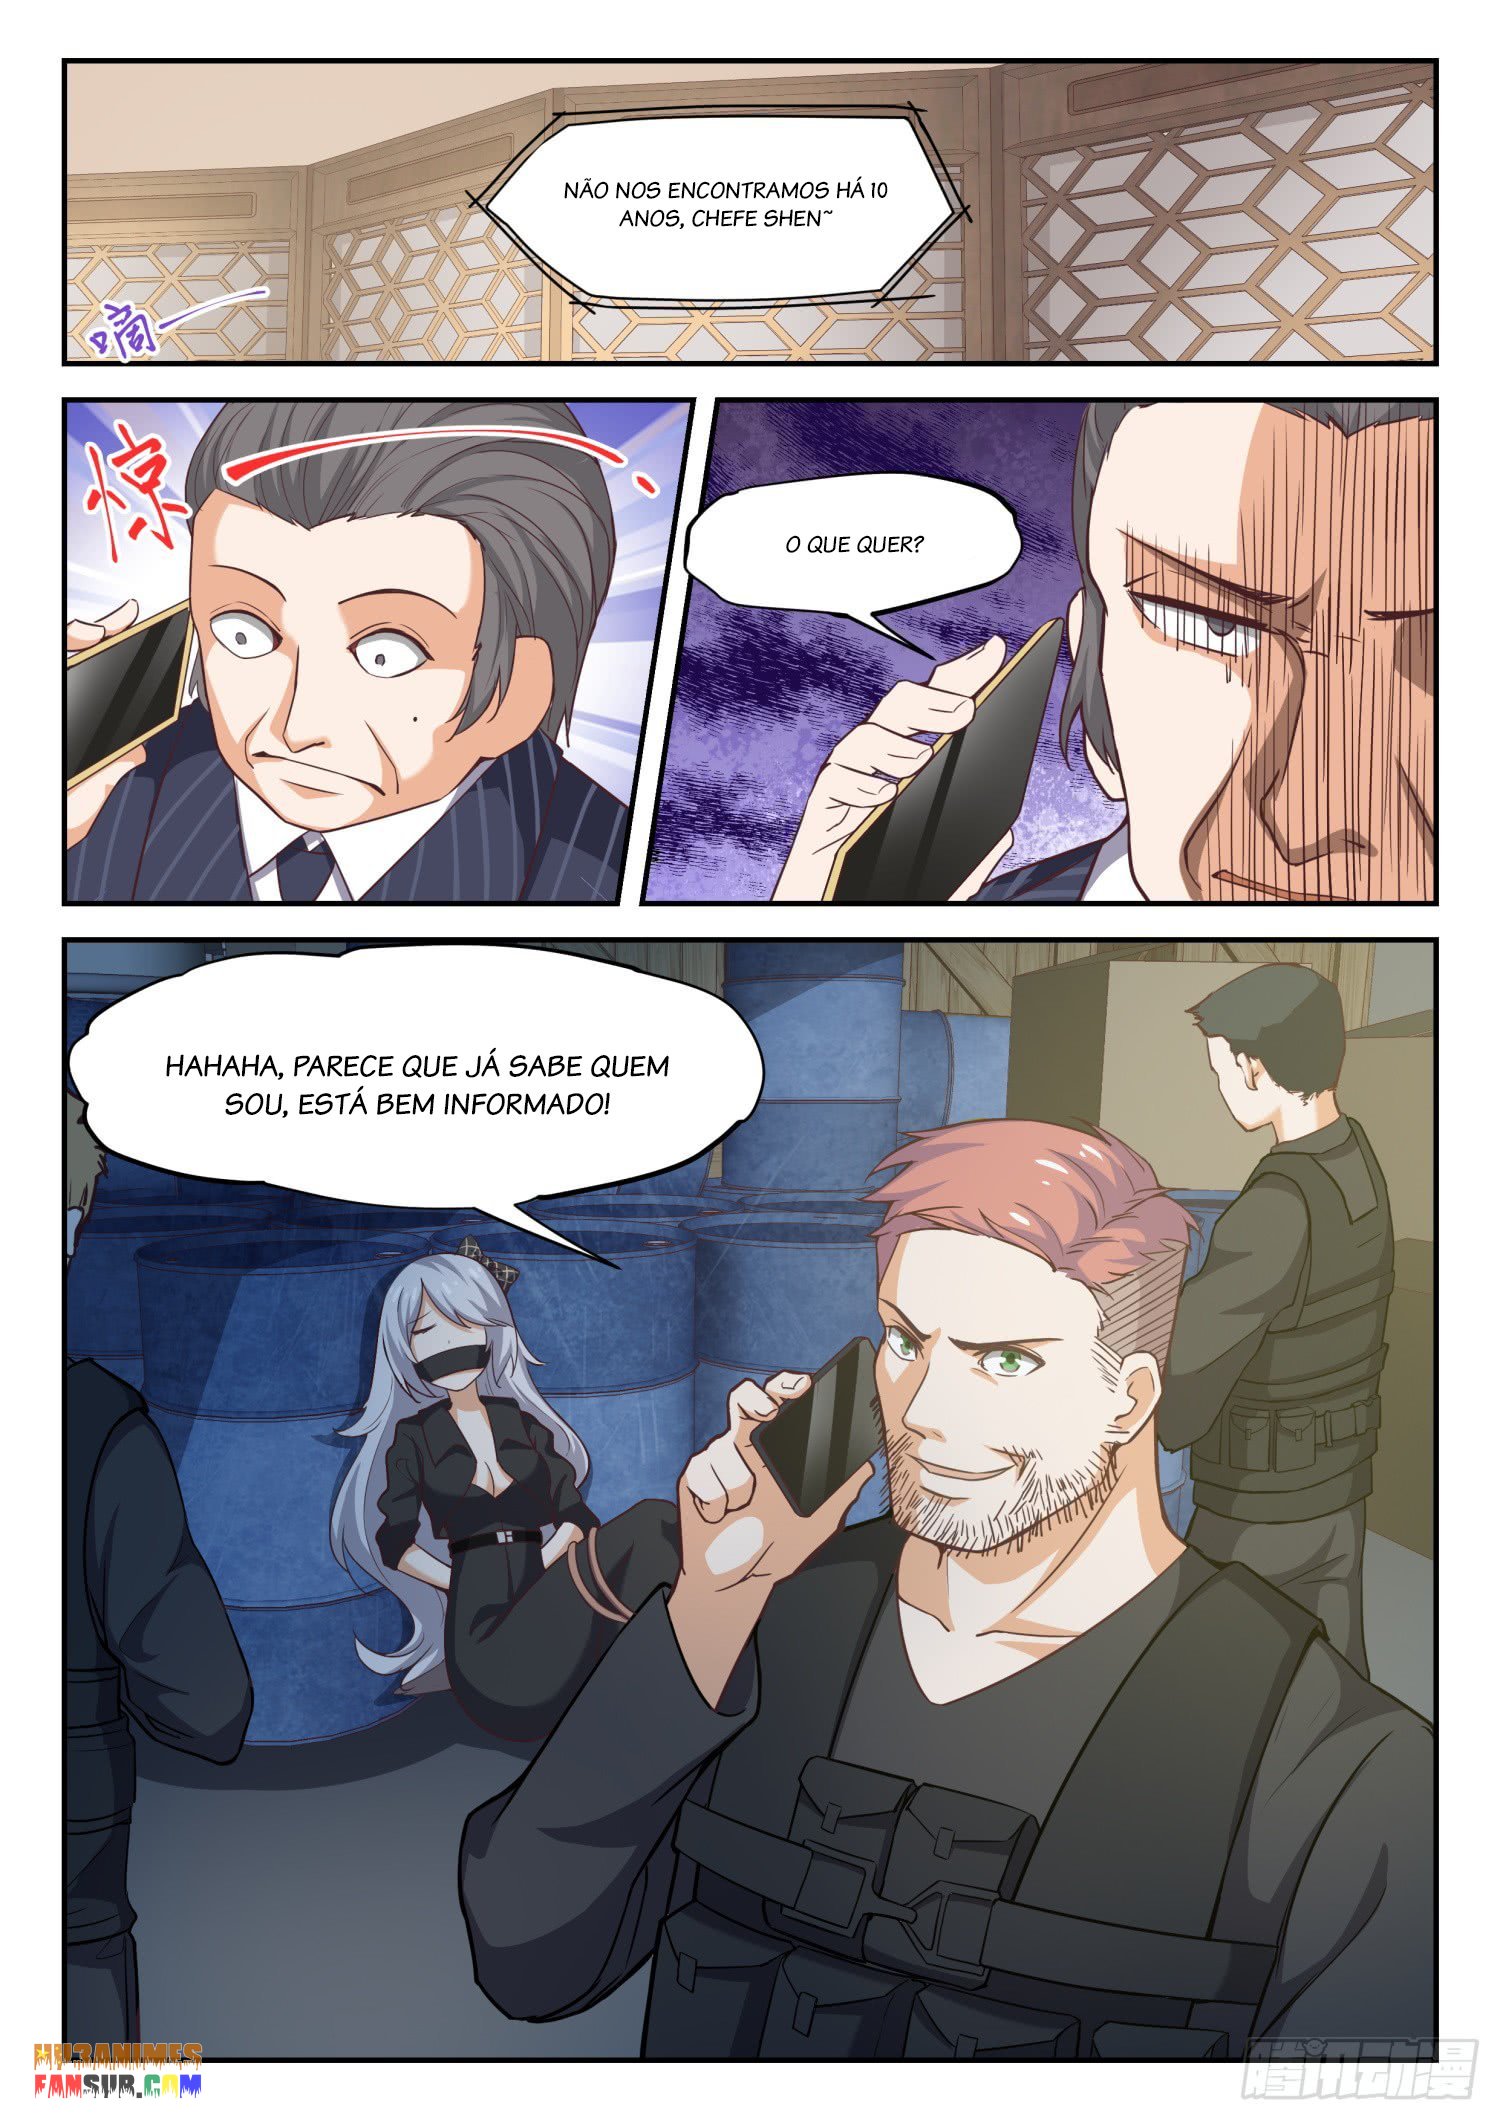 NÃO NOS ENCONTRAMOS HÁ 10
ANOS, CHEFE SHEN~
嘀—
惊
O QUE QUER?
HAHAHA, PARECE QUE JÁ SABE QUEM
SOU, ESTÁ BEM INFORMADO!
HU3ANIMES
FANSUB.COM
腾讯动漫